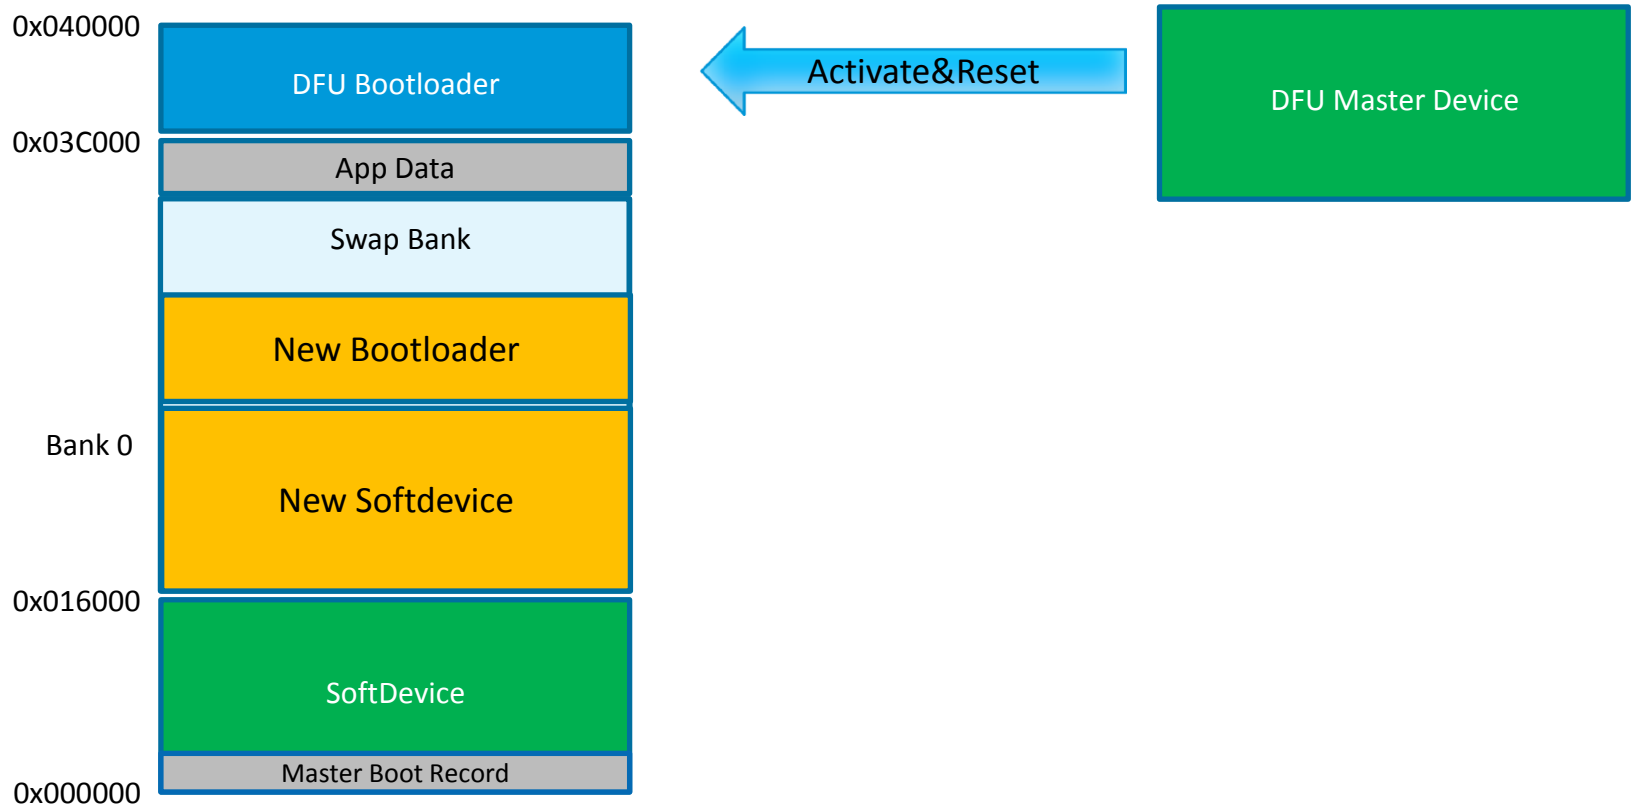 0x040000
DFU Bootloader
Activate&Reset
DFU Master Device
0x03C000
App Data
Swap Bank
New Bootloader
Bank 0
New Softdevice
0x016000
SoftDevice
Master Boot Record
0x000000